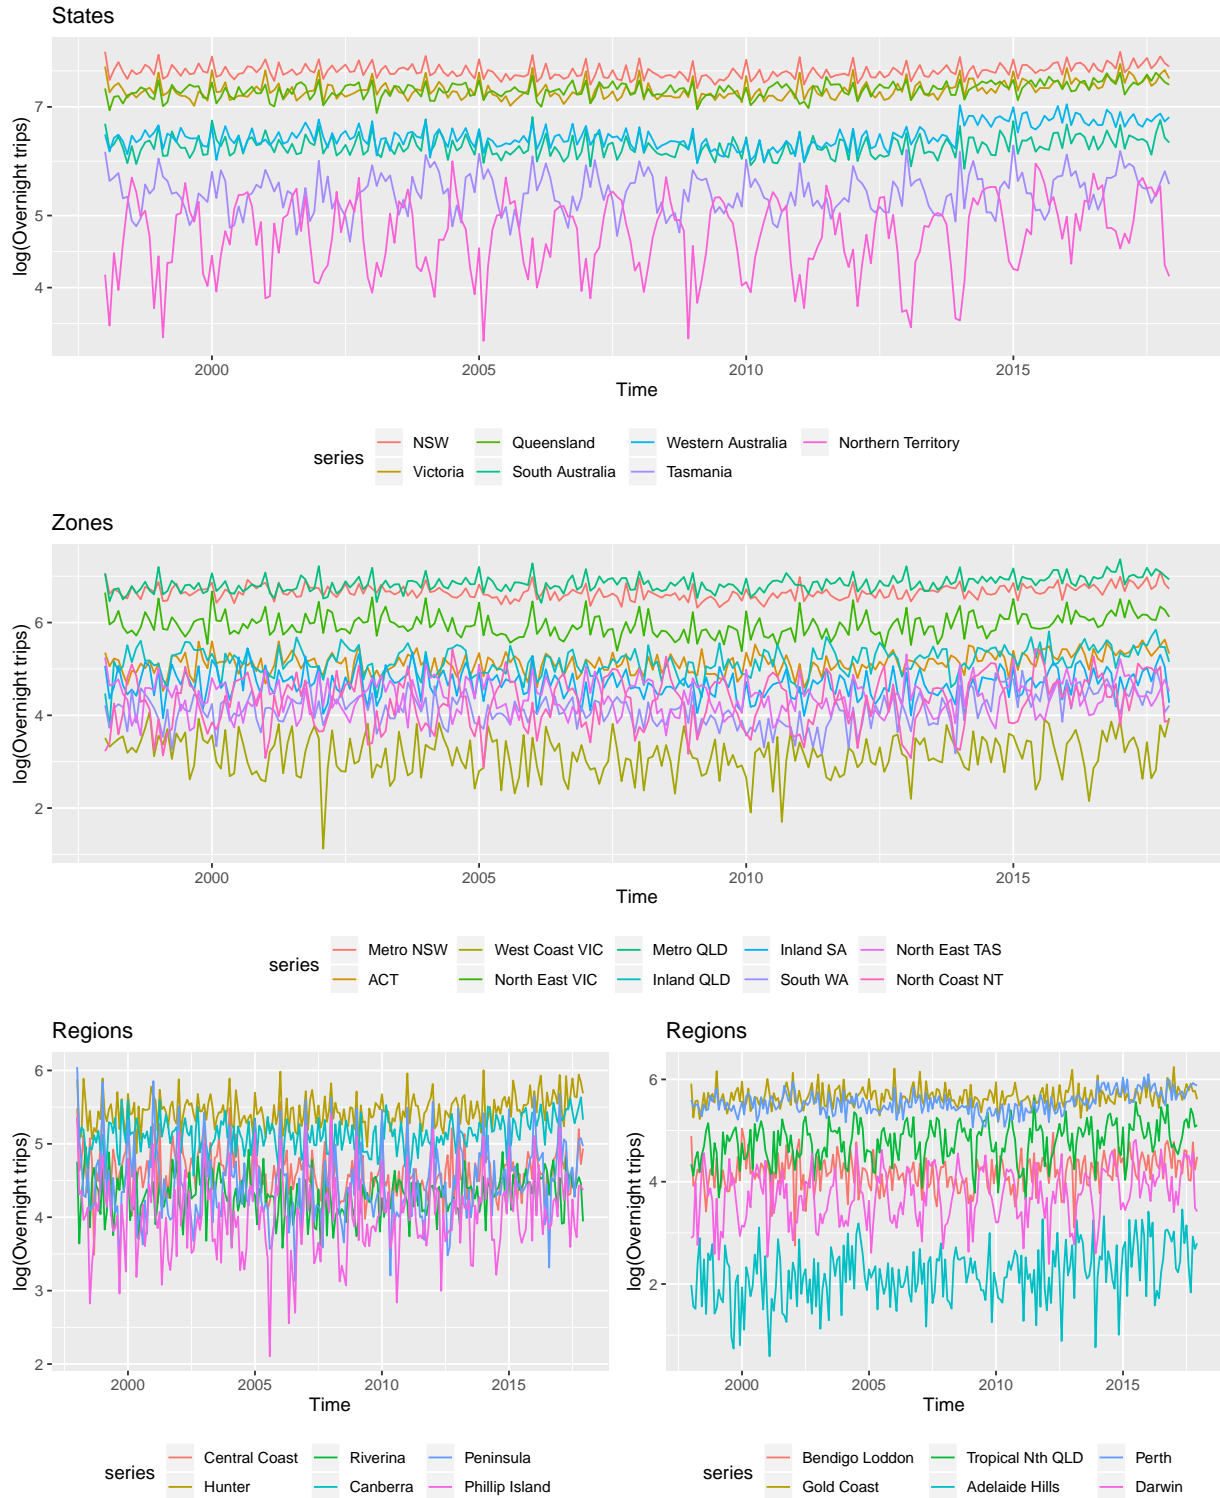 States
log(Overnight trips)
7
5
4
2000 2005 2010 2015
Time
series
NSW Queensland Western Australia Northern Territory
Victoria South Australia Tasmania
Zones
log(Overnight trips)
6
4
2
2000 2005 2010 2015
Time
series
Metro NSW West Coast VIC Metro QLD Inland SA North East TAS
ACT North East VIC Inland QLD South WA North Coast NT
Regions
log(Overnight trips)
6
5
4
3
2
2000 2005 2010 2015
Time
series
Central Coast Riverina Peninsula
Hunter Canberra Phillip Island
Regions
log(Overnight trips)
6
4
2
2000 2005 2010 2015
Time
series
Bendigo Loddon Tropical Nth QLD Perth
Gold Coast Adelaide Hills Darwin